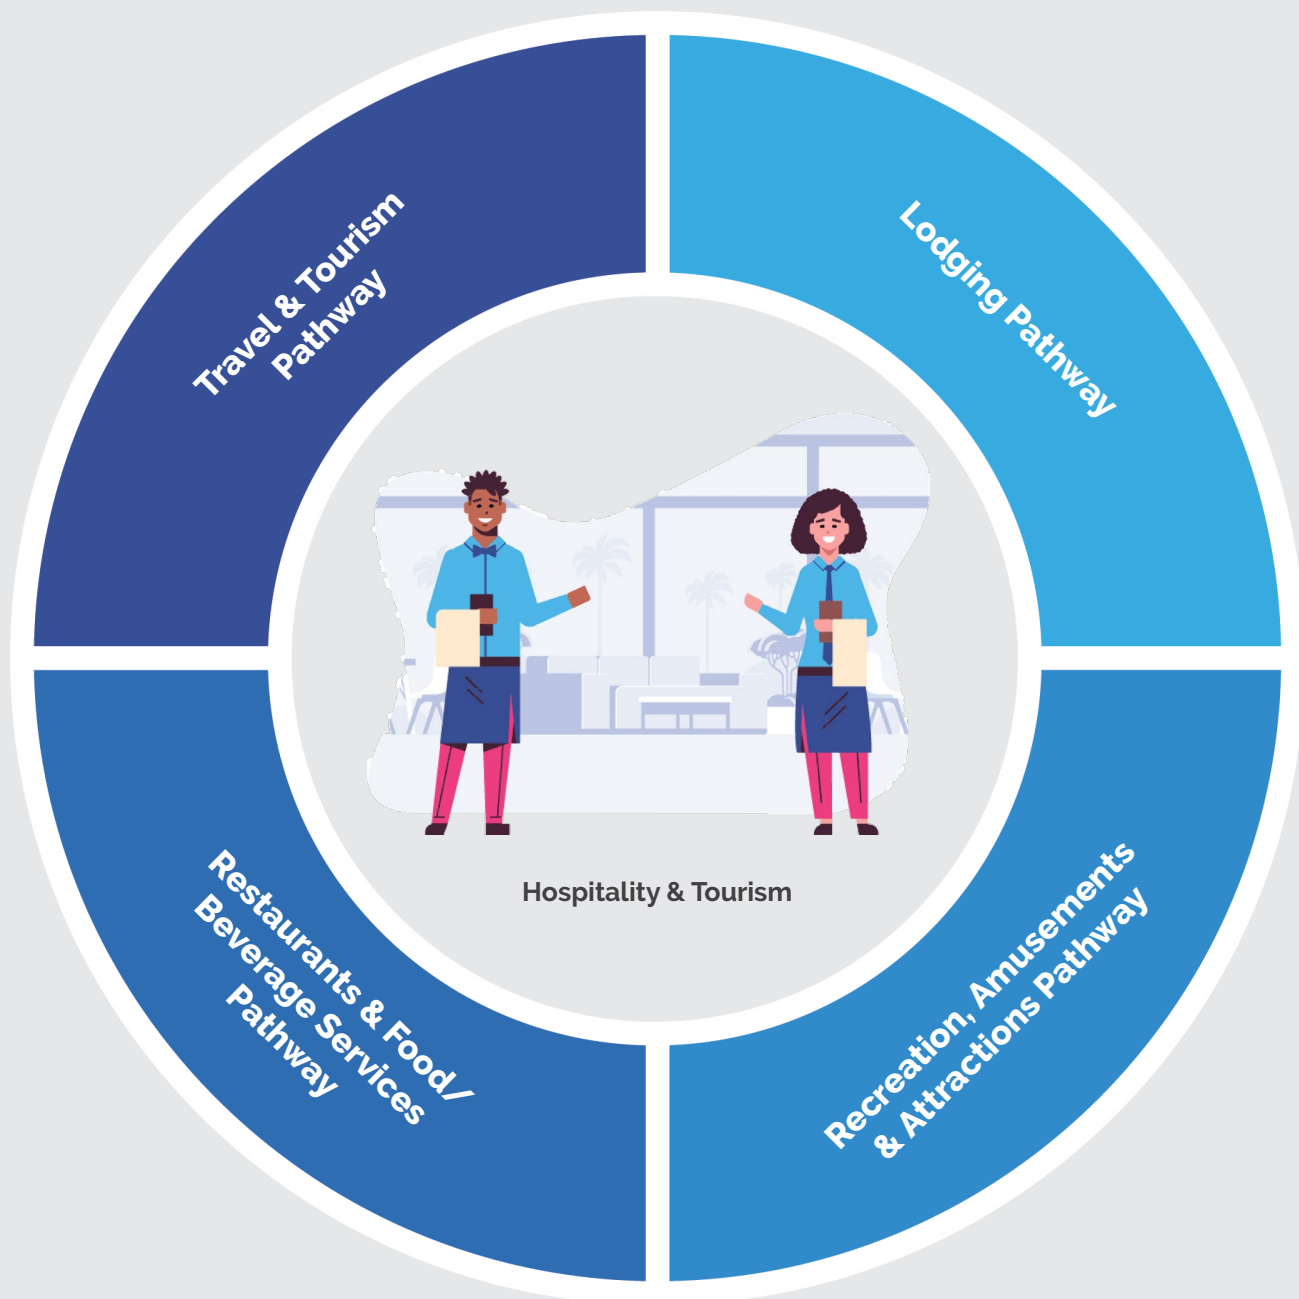 Travel & Tourism
Pathway
Lodging Pathway
Hospitality & Tourism
Restaurants & Food/
Beverage Services
Pathway
Recreation, Amusements
& Attractions Pathway